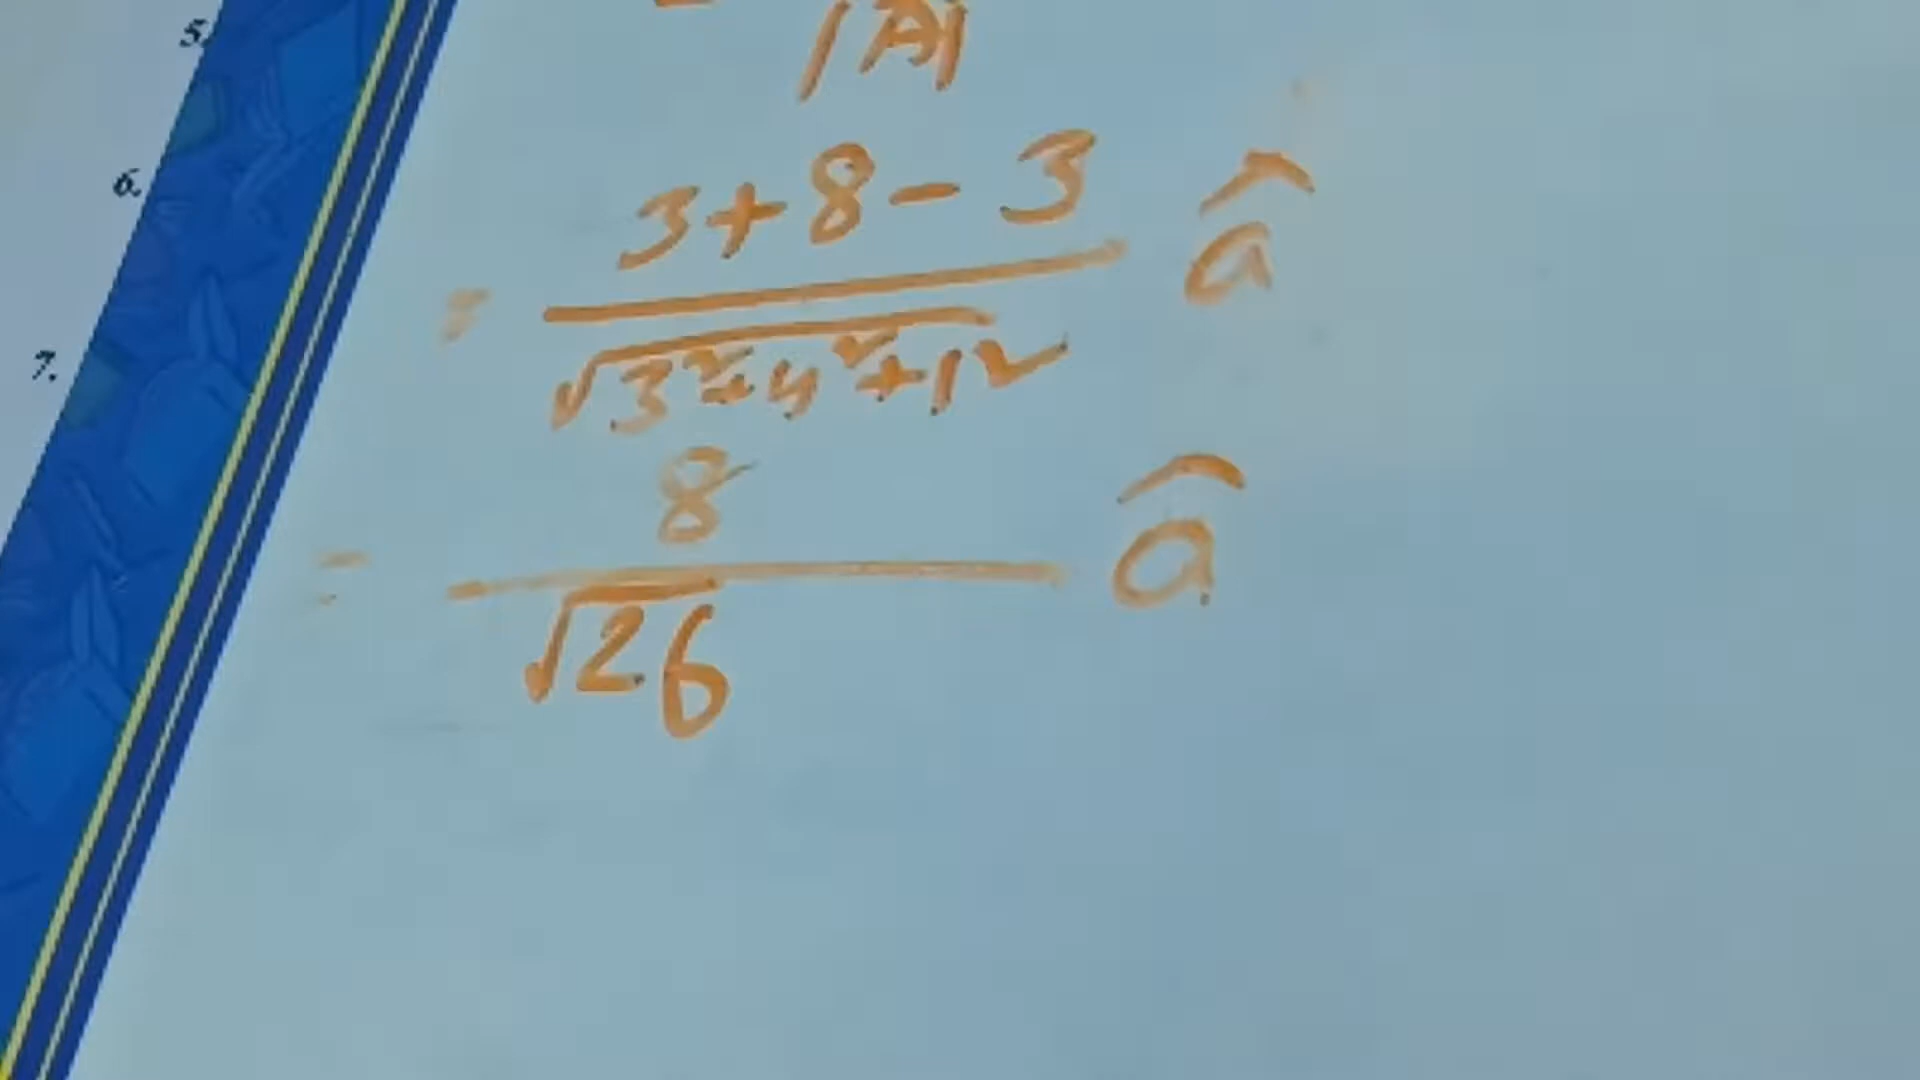 5.
|A|
6.
3+8-3 â
=
√3²+4²+1²
7.
8
= â
√26